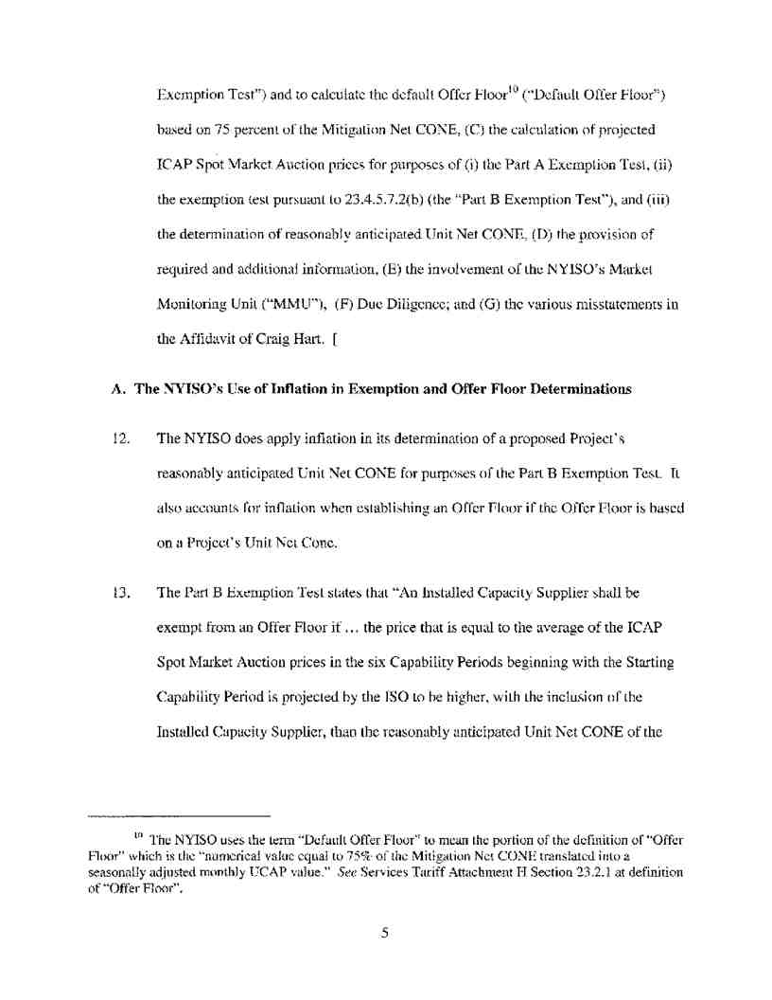 Exemption Test”) and to calculate the default Offer Floor10 (“Default Offer Floor”)
based on 75 percent of the Mitigation Net CONE, (C) the calculation of projected
ICAP Spot Market Auction prices for purposes of (i) the Part A Exemption Test, (ii)
the exemption test pursuant to 23.4.5.7.2(b) (the “Part B Exemption Test”), and (iii)
the determination of reasonably anticipated Unit Net CONE, (D) the provision of
required and additional information, (E) the involvement of the NYISO’s Market
Monitoring Unit (“MMU”), (F) Due Diligence; and (G) the various misstatements in
the Affidavit of Craig Hart. [
A. The NYISO’s Use of Inflation in Exemption and Offer Floor Determinations
12. The NYISO does apply inflation in its determination of a proposed Project’s
reasonably anticipated Unit Net CONE for purposes of the Part B Exemption Test. It
also accounts for inflation when establishing an Offer Floor if the Offer Floor is based
on a Project’s Unit Net Cone.
13. The Part B Exemption Test states that “An Installed Capacity Supplier shall be
exempt from an Offer Floor if … the price that is equal to the average of the ICAP
Spot Market Auction prices in the six Capability Periods beginning with the Starting
Capability Period is projected by the ISO to be higher, with the inclusion of the
Installed Capacity Supplier, than the reasonably anticipated Unit Net CONE of the
10 The NYISO uses the term “Default Offer Floor” to mean the portion of the definition of “Offer
Floor” which is the “numerical value equal to 75% of the Mitigation Net CONE translated into a
seasonally adjusted monthly UCAP value.” See Services Tariff Attachment H Section 23.2.1 at definition
of “Offer Floor”.
5